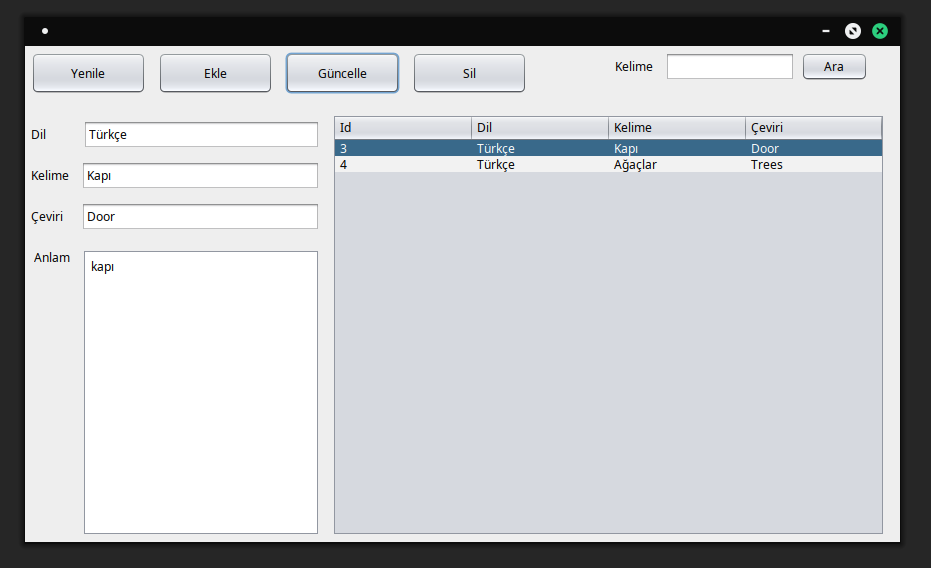 Yenile Ekle Güncelle Sil Kelime Ara
Dil Türkçe
Kelime Kapı
Çeviri Door
Anlam kapı
Id Dil Kelime Çeviri
3 Türkçe Kapı Door
4 Türkçe Ağaçlar Trees